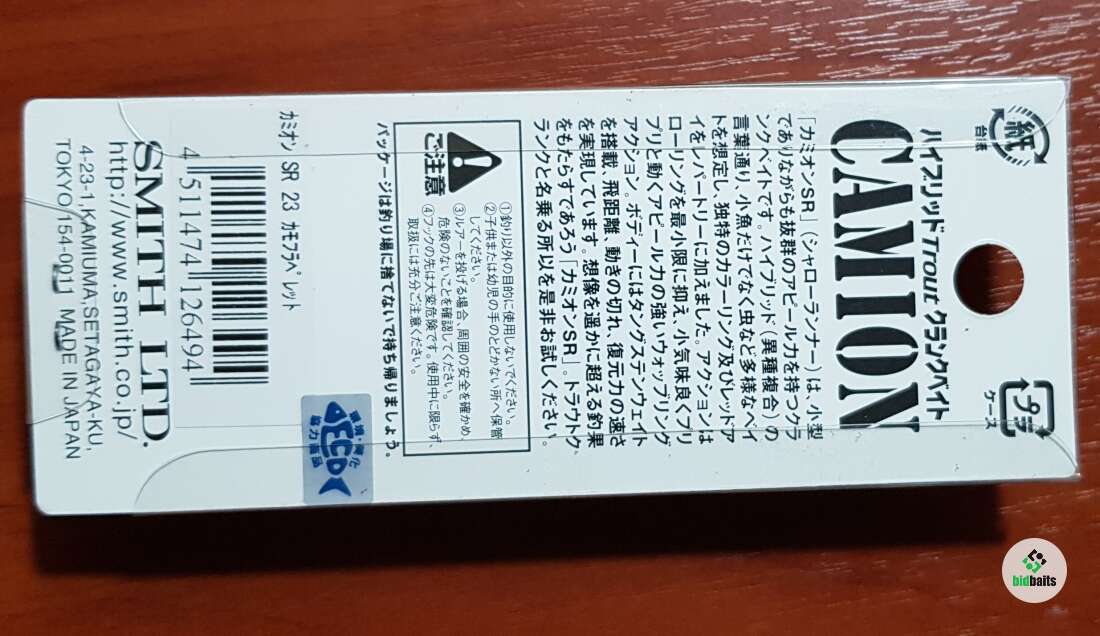 紙
台紙
プラ
ケース
ハイブリッドTroutクランクベイト
CAMION
「カミオンSR」(シャローランナー)は、小型
でありながらも抜群のアピール力を持つクラ
ンクベイトです。ハイブリッド(異種複合)の
言葉通り、小魚だけでなく虫など多様なベイ
トを想定し、独特のカラーリング及びレッドア
イをレパートリーに加えました。アクションは
ローリングを最小限に抑え、小気味良くブリ
ブリと動くアピール力の強いウォッブリング
アクション。ボディーにはタングステンウェイト
を搭載、飛距離、動きの切れ、復元力の速さ
を実現しています。想像を遥かに超える釣果
をもたらすであろう「カミオンSR」。トラウトク
ランクと名乗る所以を是非お試しください。
ご注意
①釣り以外の目的に使用しないでください。
②子供または幼児の手のとどかない所へ保管
してください。
③ルアーを投げる場合、周囲の安全を確かめ、
危険のないことを確認してください。
④フックの先は大変危険です。使用中に限らず、
取扱には充分ご注意ください。
パッケージは釣り場に捨てないで持ち帰りましょう。
環境・美化
ECO
協力商品
カミオン SR 23 カモフラペレット
4 511474 126494
SMITH LTD.
http://www.smith.co.jp/
4-23-1,KAMIUMA,SETAGAYA-KU,
TOKYO 154-0011 MADE IN JAPAN
bidbaits